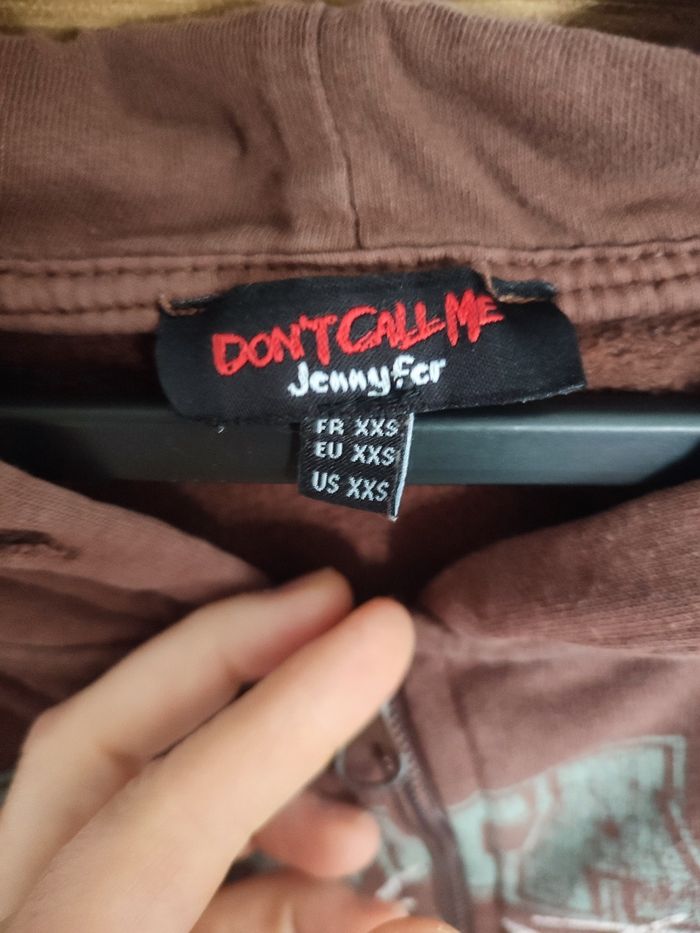 DON'T CALL ME
Jennyfer
FR XXS
EU XXS
US XXS